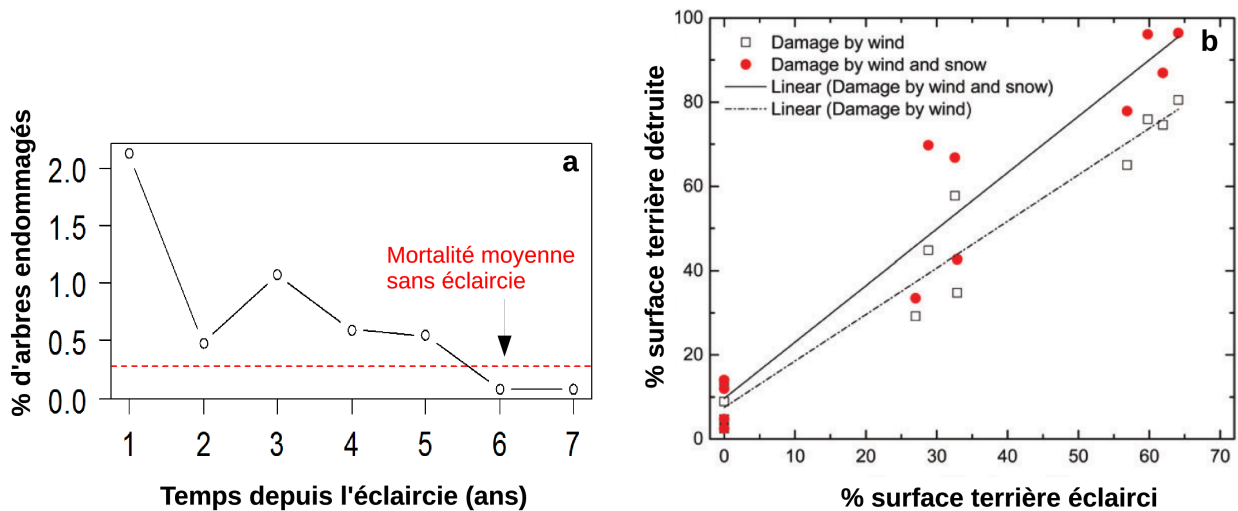 % d'arbres endommagés
2.0
1.5
1.0
0.5
0.0
a
Mortalité moyenne
sans éclaircie
1 2 3 4 5 6 7
Temps depuis l'éclaircie (ans)
% surface terrière détruite
100
80
60
40
20
0
b
Damage by wind
Damage by wind and snow
Linear (Damage by wind and snow)
Linear (Damage by wind)
0 10 20 30 40 50 60 70
% surface terrière éclairci